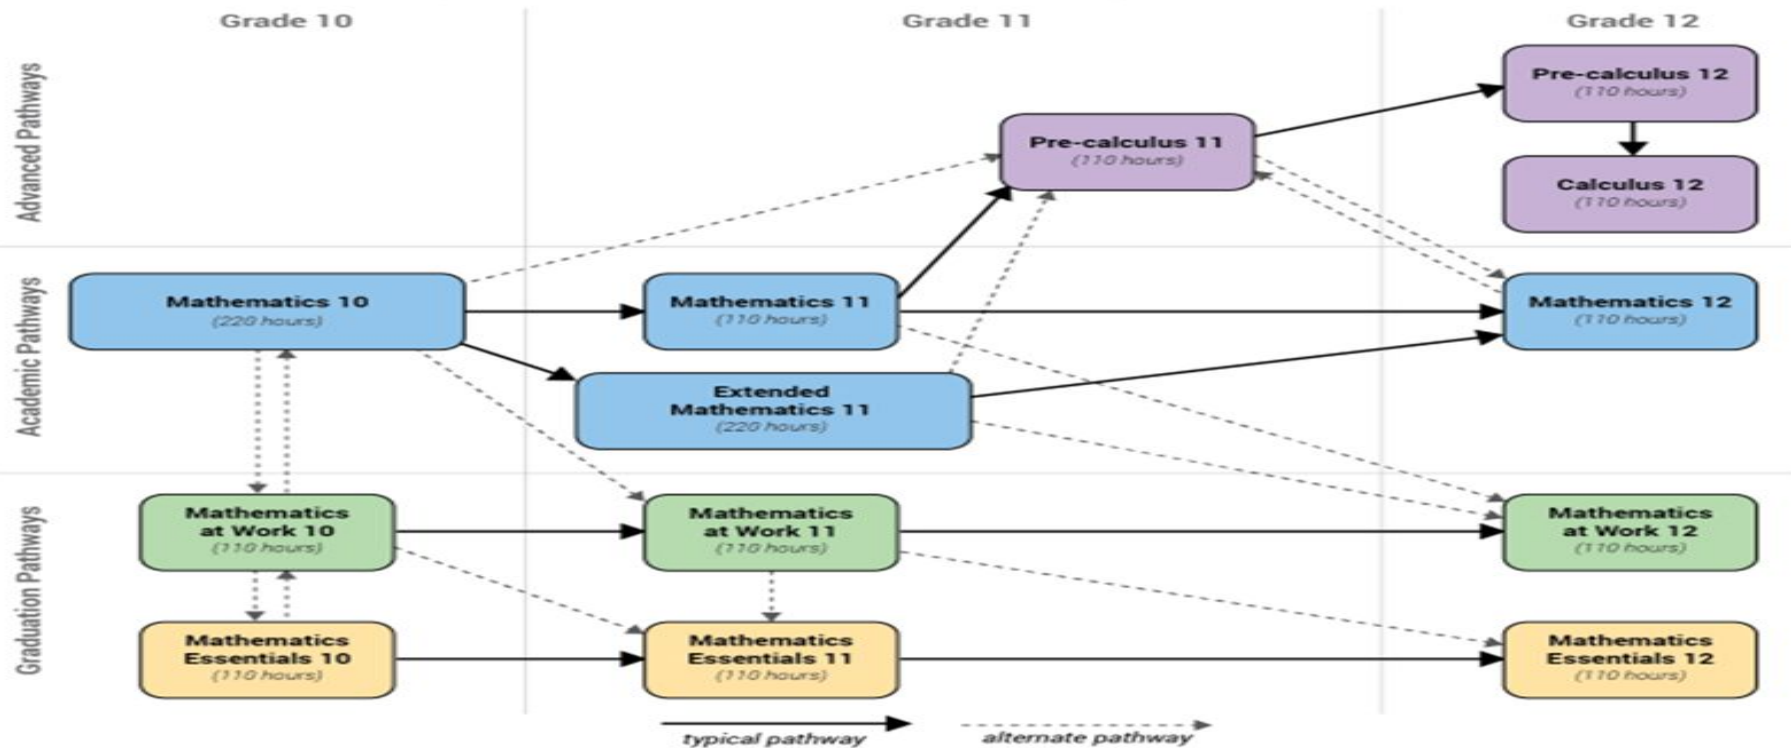 Grade 10
Grade 11
Grade 12
Advanced Pathways
Pre-calculus 12
(110 hours)
Pre-calculus 11
(110 hours)
Calculus 12
(110 hours)
Academic Pathways
Mathematics 10
(220 hours)
Mathematics 11
(110 hours)
Mathematics 12
(110 hours)
Extended
Mathematics 11
(220 hours)
Graduation Pathways
Mathematics
at Work 10
(110 hours)
Mathematics
at Work 11
(110 hours)
Mathematics
at Work 12
(110 hours)
Mathematics
Essentials 10
(110 hours)
Mathematics
Essentials 11
(110 hours)
Mathematics
Essentials 12
(110 hours)
typical pathway
alternate pathway